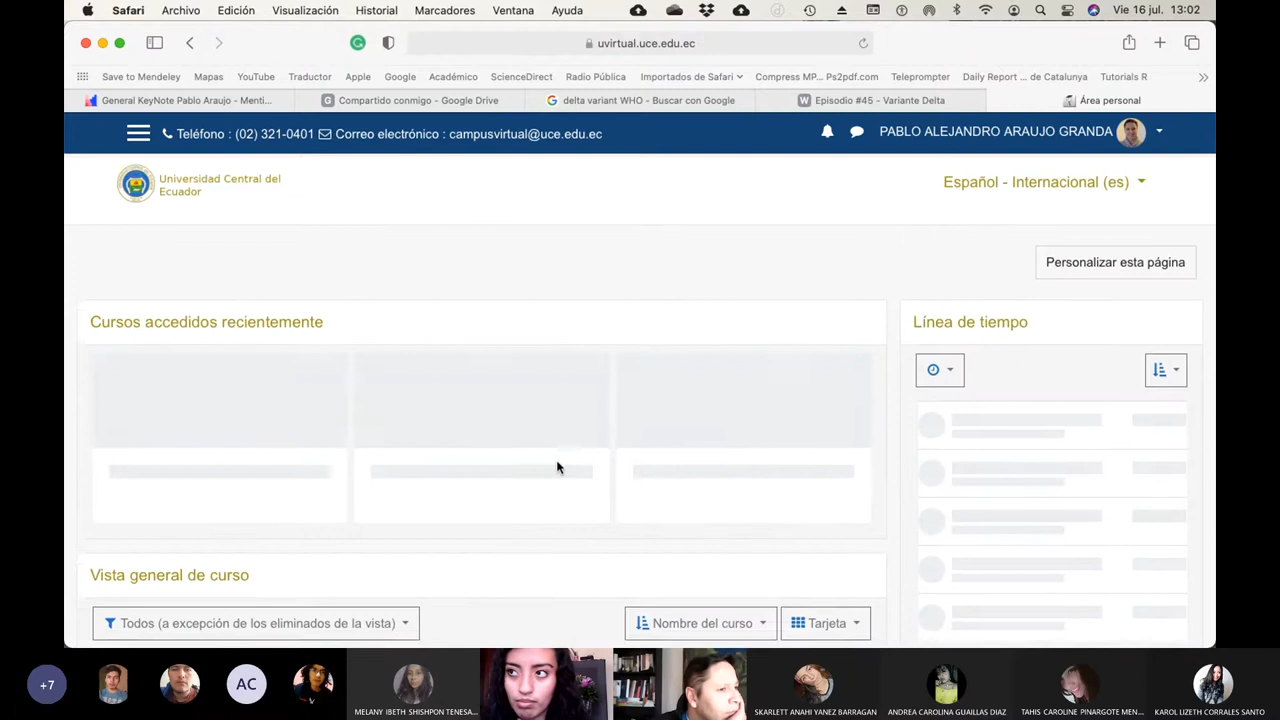 Safari Archivo Edición Visualización Historial Marcadores Ventana Ayuda Vie 16 jul. 13:02
uvirtual.uce.edu.ec
Save to Mendeley Mapas YouTube Traductor Apple Google Académico ScienceDirect Radio Pública Importados de Safari Compress MP... Ps2pdf.com Teleprompter Daily Report ... de Catalunya Tutorials R
General KeyNote Pablo Araujo - Menti... Compartido conmigo - Google Drive delta variant WHO - Buscar con Google Episodio #45 - Variante Delta Área personal
Teléfono : (02) 321-0401 Correo electrónico : campusvirtual@uce.edu.ec PABLO ALEJANDRO ARAUJO GRANDA
Universidad Central del
Ecuador
Español - Internacional (es)
Personalizar esta página
Cursos accedidos recientemente
Línea de tiempo
Vista general de curso
Todos (a excepción de los eliminados de la vista) Nombre del curso Tarjeta
+7 AC
MELANY IBETH SHISHPON TENESA... SKARLETT ANAHI YANEZ BARRAGAN ANDREA CAROLINA GUAILLAS DIAZ TAHIS CAROLINE PINARGOTE MEN... KAROL LIZETH CORRALES SANTO